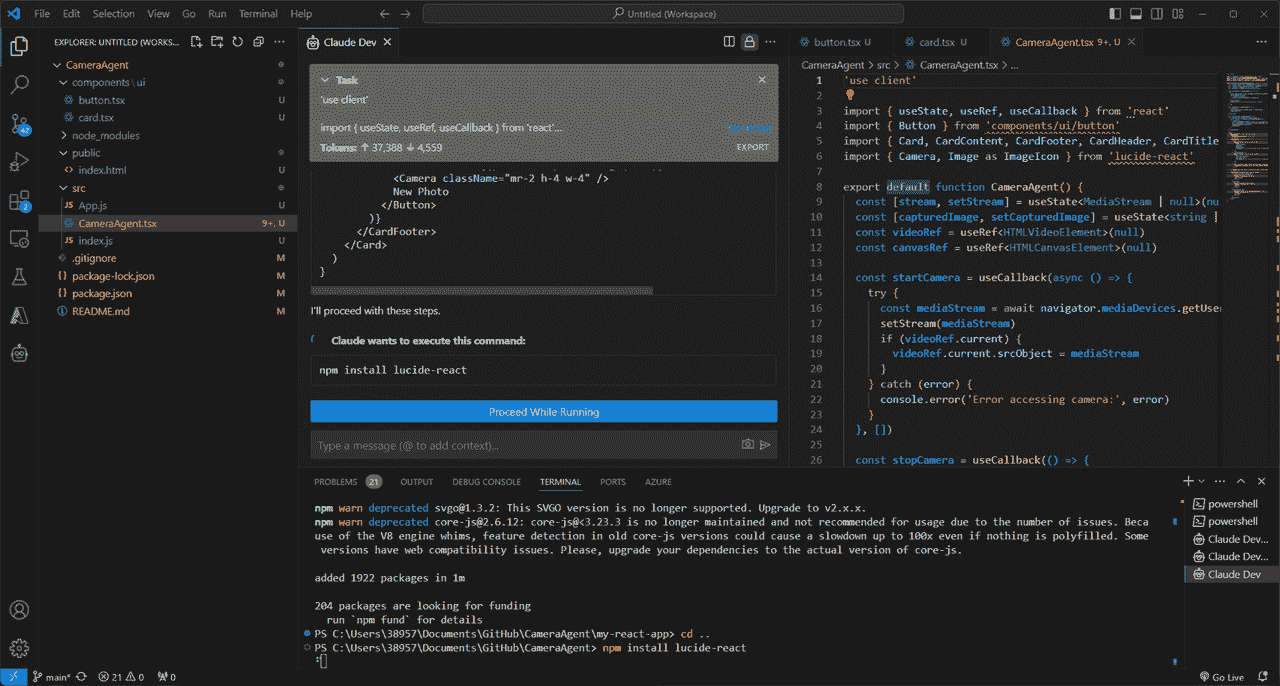 File Edit Selection View Go Run Terminal Help
Untitled (Workspace)
EXPLORER: UNTITLED (WORKS...
CameraAgent
components\ui
button.tsx U
card.tsx U
node_modules
public
index.html U
src
JS App.js U
CameraAgent.tsx 9+, U
JS index.js U
.gitignore M
{} package-lock.json M
{} package.json M
README.md M
42
2
Claude Dev
Task
'use client'
import { useState, useRef, useCallback } from 'react'...
See more
Tokens: ↑ 37,388 ↓ 4,559 EXPORT
<Camera className="mr-2 h-4 w-4" />
New Photo
</Button>
)}
</CardFooter>
</Card>
)
}
I'll proceed with these steps.
Claude wants to execute this command:
npm install lucide-react
Proceed While Running
Type a message (@ to add context)...
button.tsx U card.tsx U CameraAgent.tsx 9+, U
CameraAgent > src > CameraAgent.tsx > ...
1 'use client'
2
3 import { useState, useRef, useCallback } from 'react'
4 import { Button } from 'components/ui/button'
5 import { Card, CardContent, CardFooter, CardHeader, CardTitle
6 import { Camera, Image as ImageIcon } from 'lucide-react'
7
8 export default function CameraAgent() {
9 const [stream, setStream] = useState<MediaStream | null>(nu
10 const [capturedImage, setCapturedImage] = useState<string |
11 const videoRef = useRef<HTMLVideoElement>(null)
12 const canvasRef = useRef<HTMLCanvasElement>(null)
13
14 const startCamera = useCallback(async () => {
15 try {
16 const mediaStream = await navigator.mediaDevices.getUser
17 setStream(mediaStream)
18 if (videoRef.current) {
19 videoRef.current.srcObject = mediaStream
20 }
21 } catch (error) {
22 console.error('Error accessing camera:', error)
23 }
24 }, [])
25
26 const stopCamera = useCallback(() => {
PROBLEMS 21 OUTPUT DEBUG CONSOLE TERMINAL PORTS AZURE
npm warn deprecated svgo@1.3.2: This SVGO version is no longer supported. Upgrade to v2.x.x.
npm warn deprecated core-js@2.6.12: core-js@<3.23.3 is no longer maintained and not recommended for usage due to the number of issues. Beca
use of the V8 engine whims, feature detection in old core-js versions could cause a slowdown up to 100x even if nothing is polyfilled. Some
versions have web compatibility issues. Please, upgrade your dependencies to the actual version of core-js.
added 1922 packages in 1m
204 packages are looking for funding
run `npm fund` for details
PS C:\Users\38957\Documents\GitHub\CameraAgent\my-react-app> cd ..
PS C:\Users\38957\Documents\GitHub\CameraAgent> npm install lucide-react
powershell
powershell
Claude Dev...
Claude Dev...
Claude Dev
main* 21 0 0 Go Live